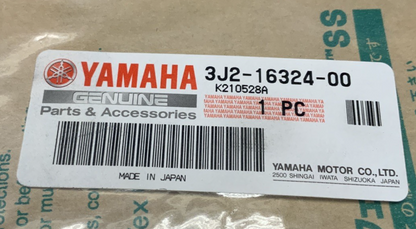 YAMAHA
GENUINE
Parts & Accessories
3J2-16324-00
K210528A
1 PC
MADE IN JAPAN
YAMAHA MOTOR CO.,LTD.
2500 SHINGAI IWATA SHIZUOKA JAPAN